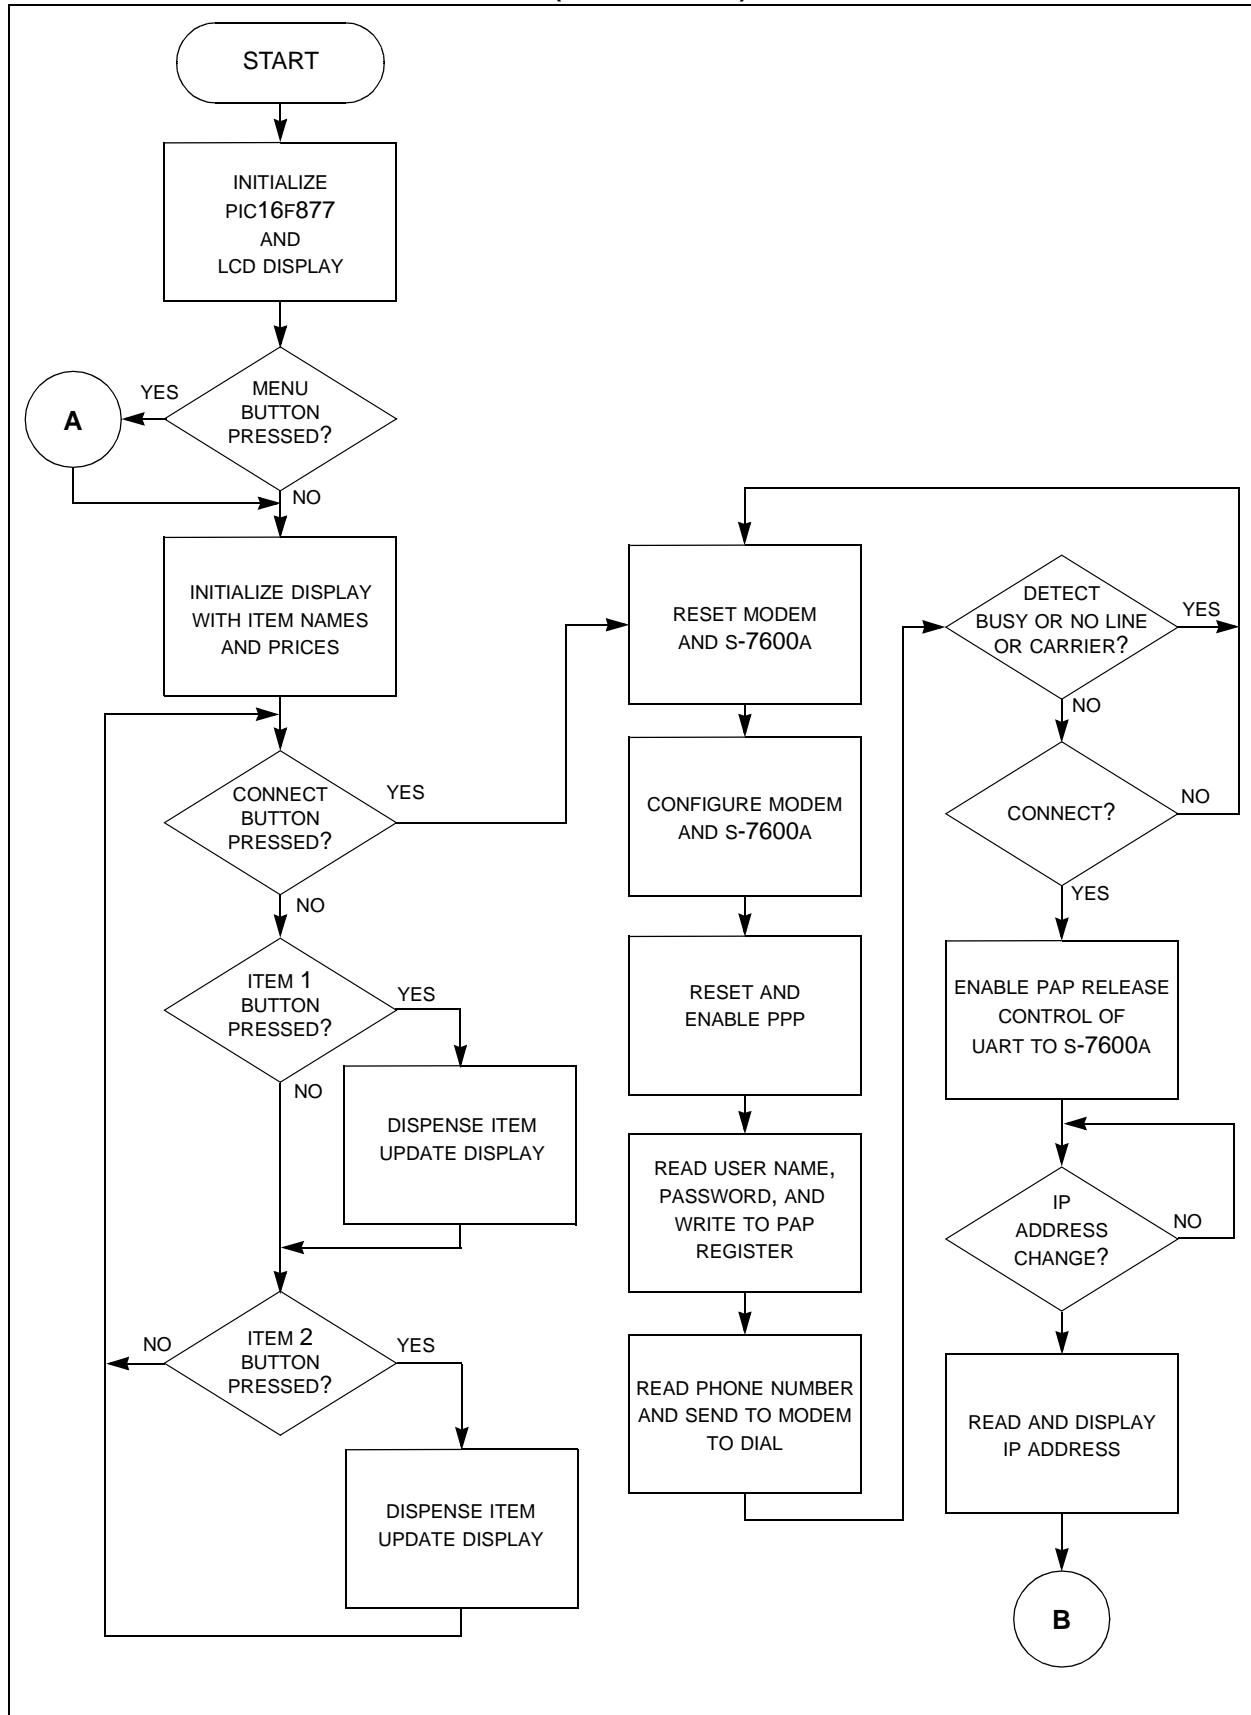 START
INITIALIZE
PIC16F877
AND
LCD DISPLAY
MENU
BUTTON
PRESSED?
YES
A
NO
INITIALIZE DISPLAY
WITH ITEM NAMES
AND PRICES
CONNECT
BUTTON
PRESSED?
YES
NO
ITEM 1
BUTTON
PRESSED?
YES
NO
DISPENSE ITEM
UPDATE DISPLAY
ITEM 2
BUTTON
PRESSED?
NO
YES
DISPENSE ITEM
UPDATE DISPLAY
RESET MODEM
AND S-7600A
CONFIGURE MODEM
AND S-7600A
RESET AND
ENABLE PPP
READ USER NAME,
PASSWORD, AND
WRITE TO PAP
REGISTER
READ PHONE NUMBER
AND SEND TO MODEM
TO DIAL
DETECT
BUSY OR NO LINE
OR CARRIER?
YES
NO
CONNECT?
NO
YES
ENABLE PAP RELEASE
CONTROL OF
UART TO S-7600A
IP
ADDRESS
CHANGE?
NO
READ AND DISPLAY
IP ADDRESS
B